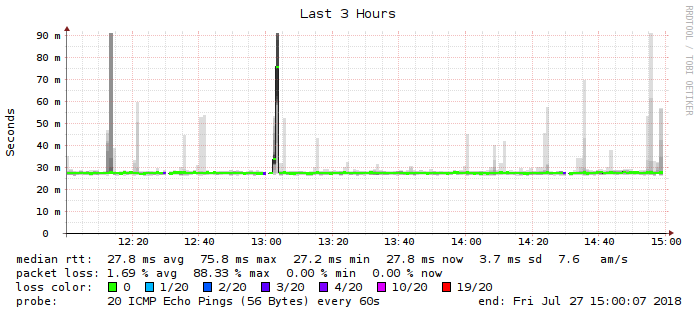 Last 3 Hours
RRDTOOL / TOBI OETIKER
Seconds
90 m
80 m
70 m
60 m
50 m
40 m
30 m
20 m
10 m
0
12:20 12:40 13:00 13:20 13:40 14:00 14:20 14:40 15:00
median rtt: 27.8 ms avg 75.8 ms max 27.2 ms min 27.8 ms now 3.7 ms sd 7.6 am/s
packet loss: 1.69 % avg 88.33 % max 0.00 % min 0.00 % now
loss color: 0 1/20 2/20 3/20 4/20 10/20 19/20
probe: 20 ICMP Echo Pings (56 Bytes) every 60s end: Fri Jul 27 15:00:07 2018